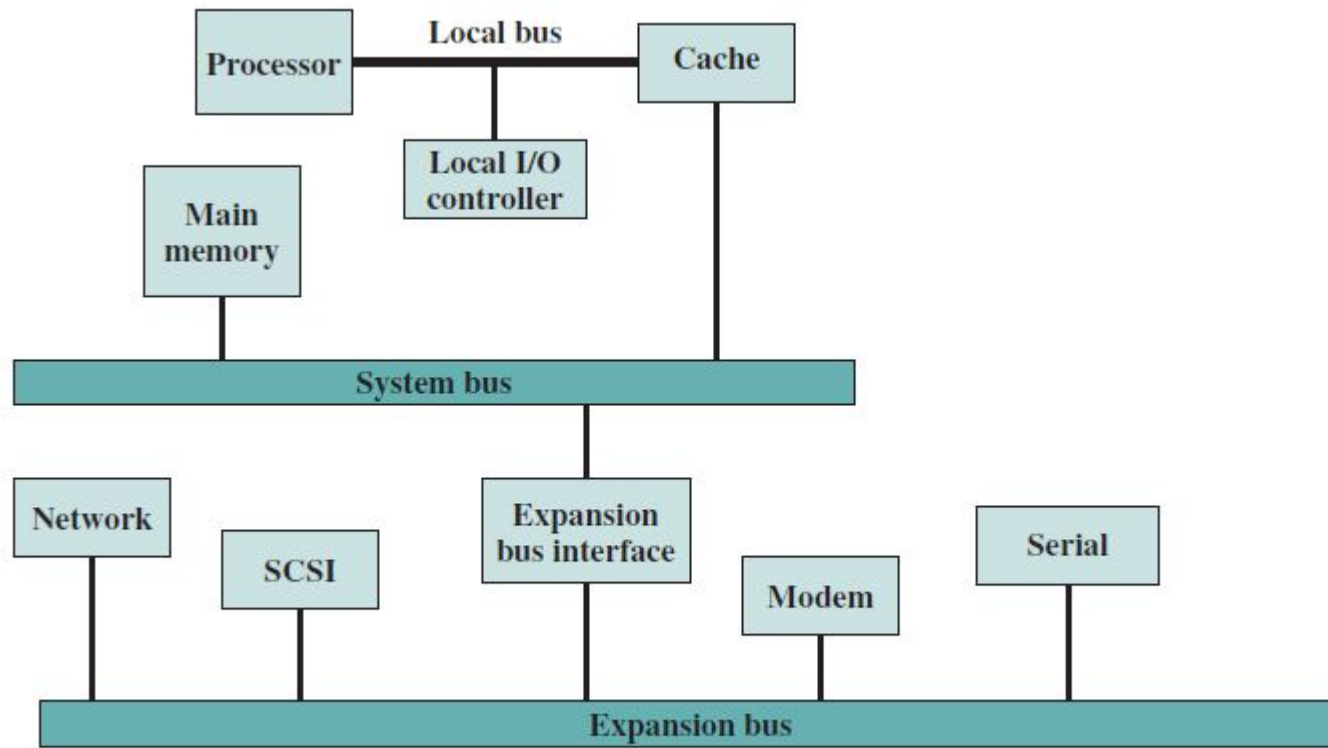 Local bus
Processor
Cache
Local I/O
controller
Main
memory
System bus
Network
SCSI
Expansion
bus interface
Modem
Serial
Expansion bus